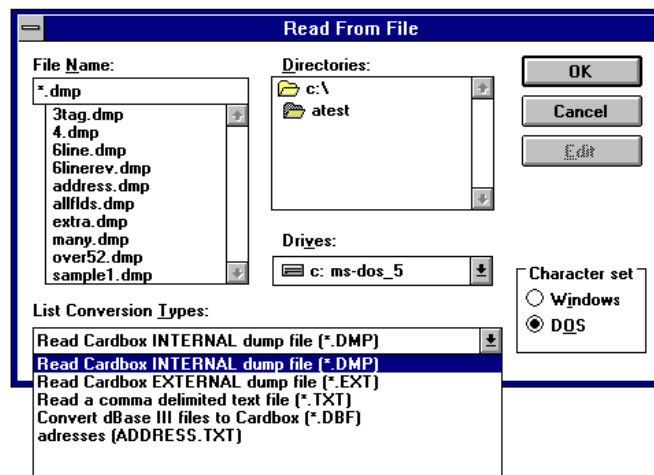 Read From File
File Name:
*.dmp
3tag.dmp
4.dmp
6line.dmp
6linerev.dmp
address.dmp
allflds.dmp
extra.dmp
many.dmp
over52.dmp
sample1.dmp
Directories:
c:\
atest
Drives:
c: ms-dos_5
OK
Cancel
Edit
Character set
Windows
DOS
List Conversion Types:
Read Cardbox INTERNAL dump file (*.DMP)
Read Cardbox INTERNAL dump file (*.DMP)
Read Cardbox EXTERNAL dump file (*.EXT)
Read a comma delimited text file (*.TXT)
Convert dBase III files to Cardbox (*.DBF)
adresses (ADDRESS.TXT)